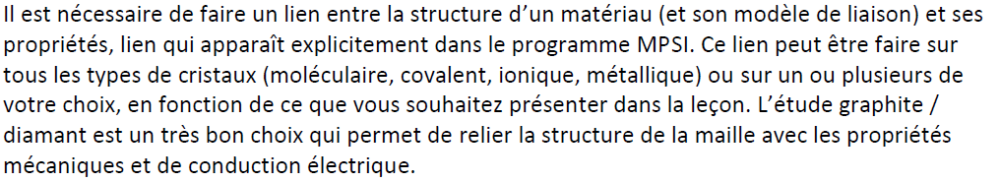 Il est nécessaire de faire un lien entre la structure d’un matériau (et son modèle de liaison) et ses
propriétés, lien qui apparaît explicitement dans le programme MPSI. Ce lien peut être faire sur
tous les types de cristaux (moléculaire, covalent, ionique, métallique) ou sur un ou plusieurs de
votre choix, en fonction de ce que vous souhaitez présenter dans la leçon. L’étude graphite /
diamant est un très bon choix qui permet de relier la structure de la maille avec les propriétés
mécaniques et de conduction électrique.